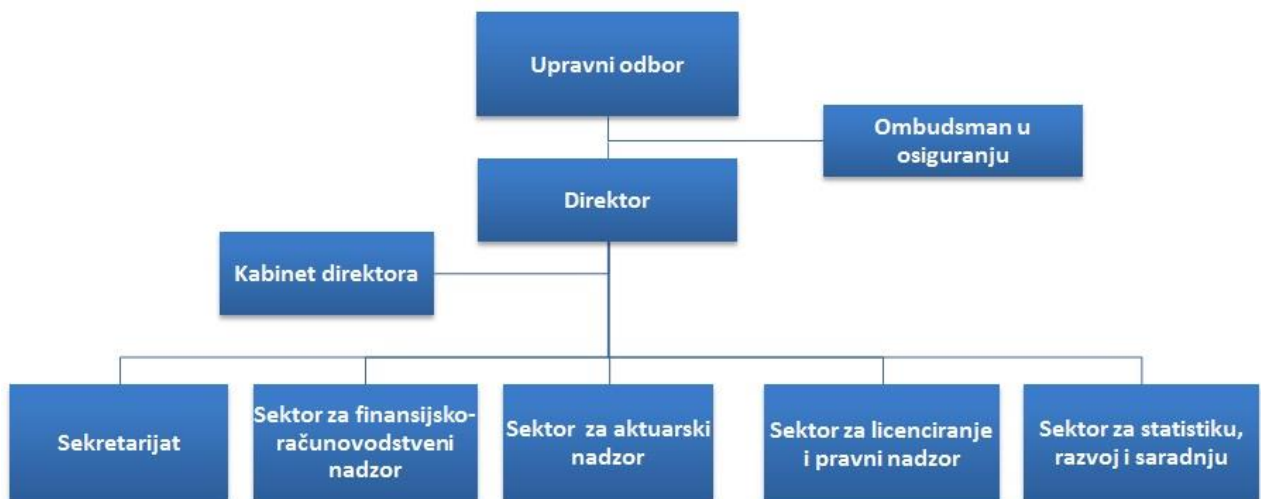 Upravni odbor
Ombudsman u
osiguranju
Direktor
Kabinet direktora
Sekretarijat
Sektor za finansijsko-
računovodstveni
nadzor
Sektor za aktuarski
nadzor
Sektor za licenciranje
i pravni nadzor
Sektor za statistiku,
razvoj i saradnju